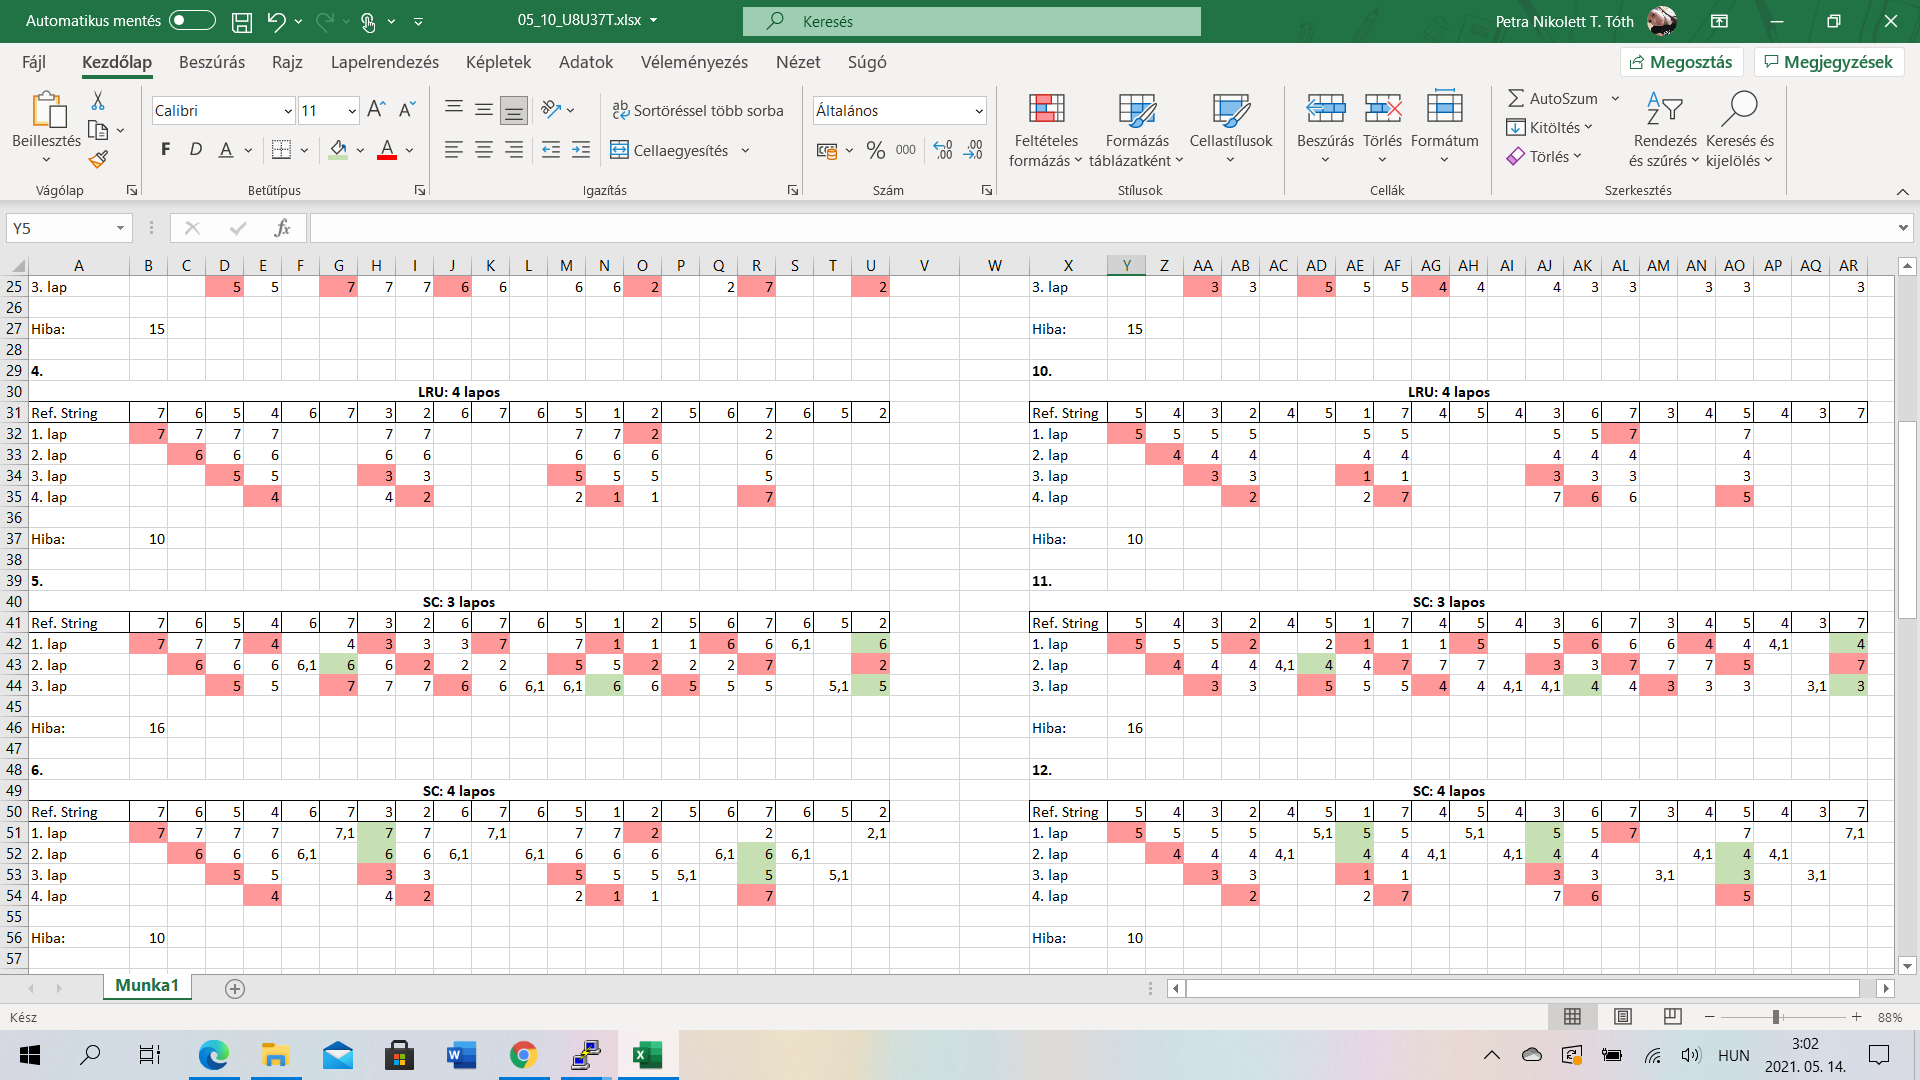 Automatikus mentés 05_10_U8U37T.xlsx Keresés Petra Nikolett T. Tóth
Fájl Kezdőlap Beszúrás Rajz Lapelrendezés Képletek Adatok Véleményezés Nézet Súgó Megosztás Megjegyzések
Calibri 11 Sortöréssel több sorba Általános AutoSzum
Beillesztés F D A A Cellaegyesítés % 000 Feltételes formázás Formázás táblázatként Cellastílusok Beszúrás Törlés Formátum Kitöltés Törlés Rendezés és szűrés Keresés és kijelölés
Vágólap Betűtípus Igazítás Szám Stílusok Cellák Szerkesztés
Y5 fx
A B C D E F G H I J K L M N O P Q R S T U V W X Y Z AA AB AC AD AE AF AG AH AI AJ AK AL AM AN AO AP AQ AR
25 3. lap 5 5 7 7 7 6 6 6 6 2 2 7 2 3. lap 3 3 5 5 5 4 4 4 3 3 3 3 3
26
27 Hiba: 15 Hiba: 15
28
29 4. 10.
30 LRU: 4 lapos LRU: 4 lapos
31 Ref. String 7 6 5 4 6 7 3 2 6 7 6 5 1 2 5 6 7 6 5 2 Ref. String 5 4 3 2 4 5 1 7 4 5 4 3 6 7 3 4 5 4 3 7
32 1. lap 7 7 7 7 7 7 7 7 2 2 1. lap 5 5 5 5 5 5 5 5 7 7
33 2. lap 6 6 6 6 6 6 6 6 6 2. lap 4 4 4 4 4 4 4 4 4
34 3. lap 5 5 3 3 5 5 5 5 3. lap 3 3 1 1 3 3 3 3
35 4. lap 4 4 2 2 1 1 7 4. lap 2 2 7 7 6 6 5
36
37 Hiba: 10 Hiba: 10
38
39 5. 11.
40 SC: 3 lapos SC: 3 lapos
41 Ref. String 7 6 5 4 6 7 3 2 6 7 6 5 1 2 5 6 7 6 5 2 Ref. String 5 4 3 2 4 5 1 7 4 5 4 3 6 7 3 4 5 4 3 7
42 1. lap 7 7 7 4 4 3 3 3 7 7 1 1 1 6 6 6,1 6 1. lap 5 5 5 2 2 1 1 1 5 5 6 6 6 4 4 4,1 4
43 2. lap 6 6 6 6,1 6 6 2 2 2 5 5 2 2 2 7 2 2. lap 4 4 4 4,1 4 4 7 7 7 3 3 7 7 7 5 7
44 3. lap 5 5 7 7 7 6 6 6,1 6,1 6 6 5 5 5 5,1 5 3. lap 3 3 5 5 5 4 4 4,1 4,1 4 4 3 3 3 3,1 3
45
46 Hiba: 16 Hiba: 16
47
48 6. 12.
49 SC: 4 lapos SC: 4 lapos
50 Ref. String 7 6 5 4 6 7 3 2 6 7 6 5 1 2 5 6 7 6 5 2 Ref. String 5 4 3 2 4 5 1 7 4 5 4 3 6 7 3 4 5 4 3 7
51 1. lap 7 7 7 7 7,1 7 7 7,1 7 7 2 2 2,1 1. lap 5 5 5 5 5,1 5 5 5,1 5 5 7 7 7,1
52 2. lap 6 6 6 6,1 6 6 6,1 6,1 6 6 6 6,1 6 6,1 2. lap 4 4 4 4,1 4 4 4,1 4,1 4 4 4,1 4 4,1
53 3. lap 5 5 3 3 5 5 5 5,1 5 5,1 3. lap 3 3 1 1 3 3 3,1 3 3,1
54 4. lap 4 4 2 2 1 1 7 4. lap 2 2 7 7 6 5
55
56 Hiba: 10 Hiba: 10
57
Munka1
Kész 88%
HUN 3:02
2021. 05. 14.